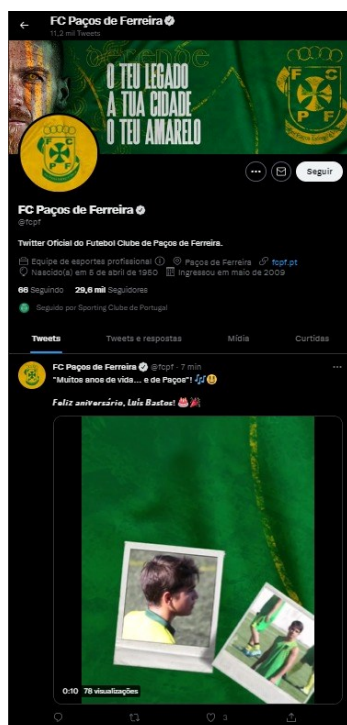 FC Paços de Ferreira
11,2 mil Tweets
O TEU LEGADO
A TUA CIDADE
O TEU AMARELO
F C
P F
F C
P F
Seguir
FC Paços de Ferreira
@fcpf
Twitter Oficial do Futebol Clube de Paços de Ferreira.
Equipe de esportes profissional Paços de Ferreira fcpf.pt
Nascido(a) em 5 de abril de 1950 Ingressou em maio de 2009
66 Seguindo 29,6 mil Seguidores
Seguido por Sporting Clube de Portugal
Tweets Tweets e respostas Mídia Curtidas
FC Paços de Ferreira @fcpf · 7 min
"Muitos anos de vida... e de Paços"! 🎶😃
Feliz aniversário, Luís Bastos! 🎂🎉
0:10 78 visualizações
3